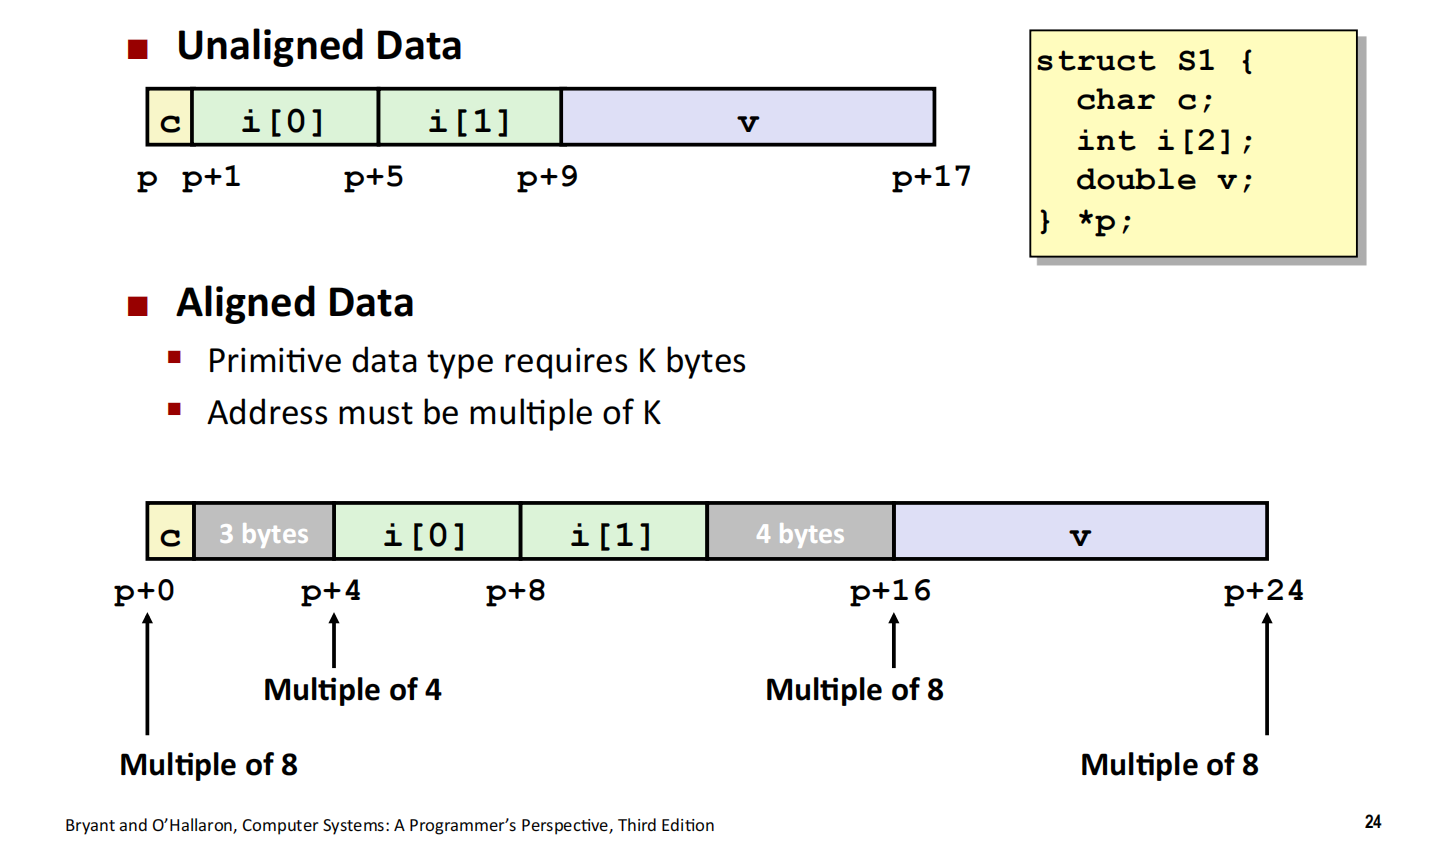 Unaligned Data
c i[0] i[1] v
p p+1 p+5 p+9 p+17
struct S1 {
char c;
int i[2];
double v;
} *p;
Aligned Data
Primitive data type requires K bytes
Address must be multiple of K
c 3 bytes i[0] i[1] 4 bytes v
p+0 p+4 p+8 p+16 p+24
Multiple of 4 Multiple of 8
Multiple of 8 Multiple of 8
Bryant and O’Hallaron, Computer Systems: A Programmer’s Perspective, Third Edition
24